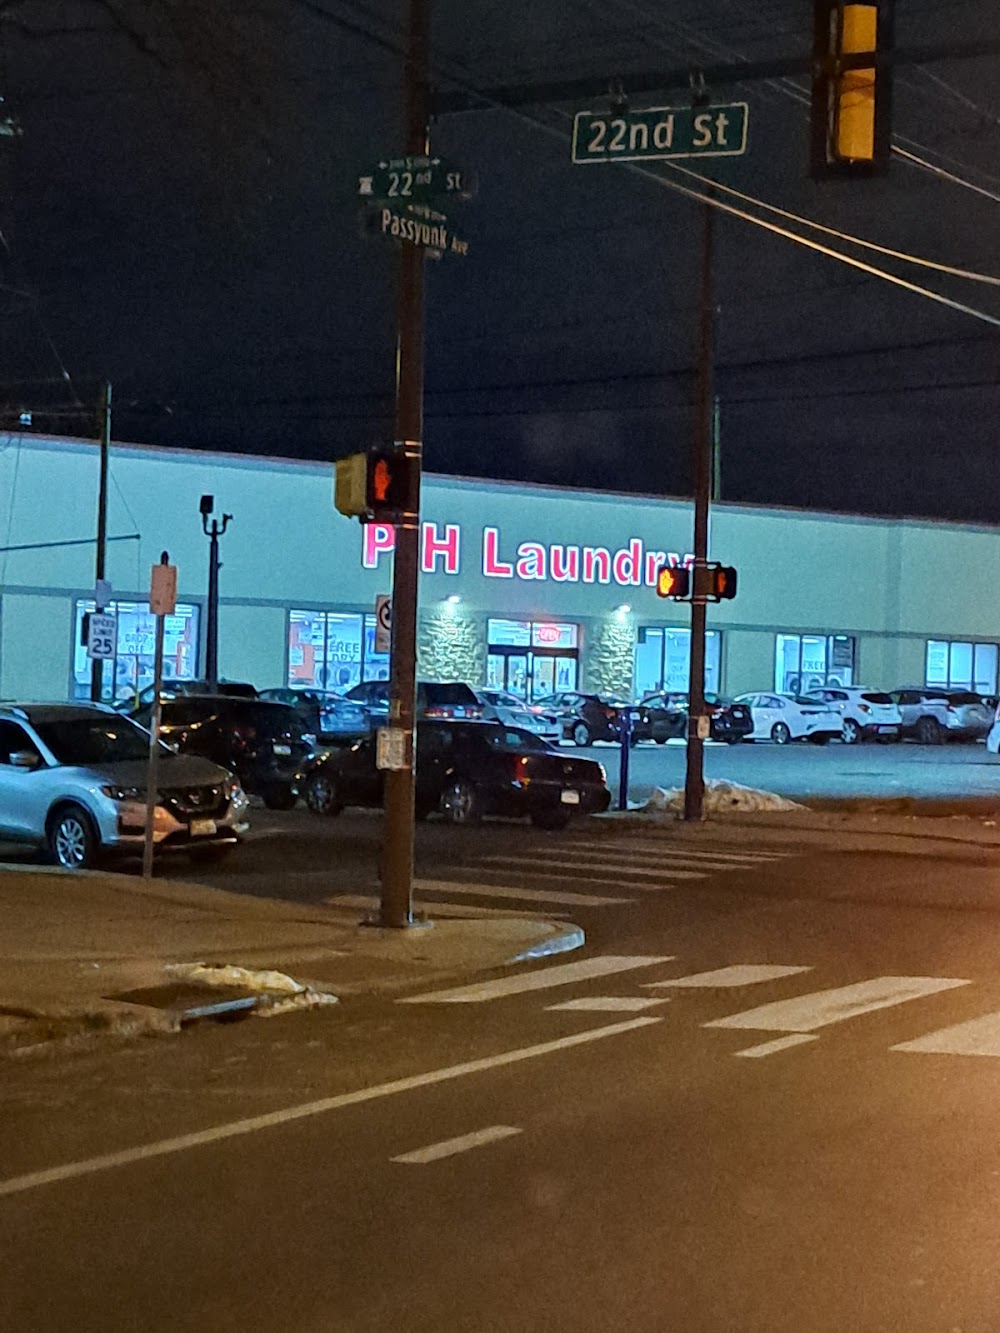 22nd St
22nd St
Passyunk Ave
P H Laundry
OPEN
SPEED
LIMIT
25
DROP
OFF
FREE
DRY
FREE